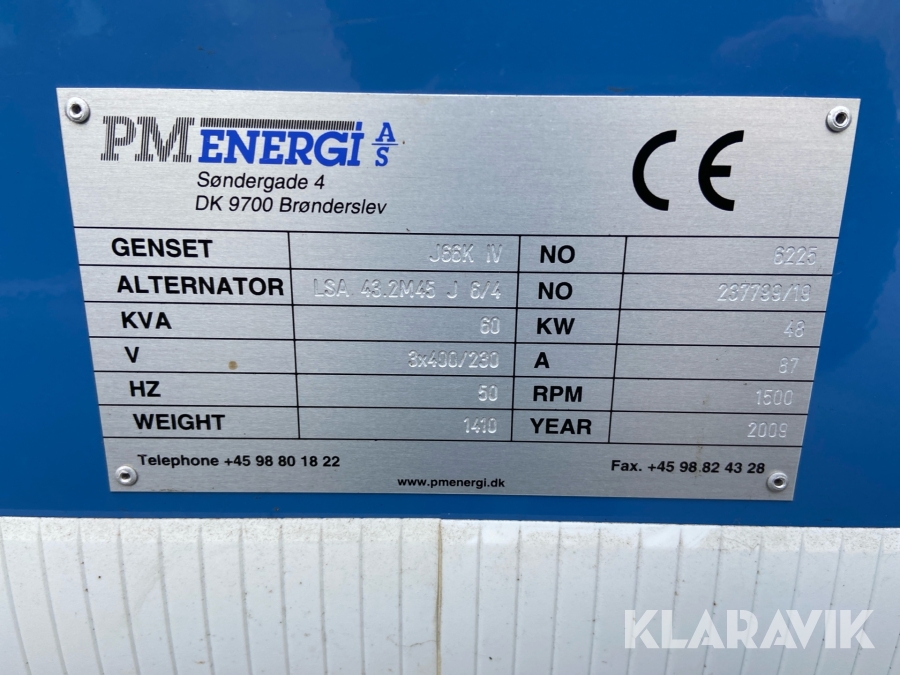 PM ENERGI A/S
Søndergade 4
DK 9700 Brønderslev
CE
GENSET J66K IV NO 6225
ALTERNATOR LSA 43.2M45 J 6/4 NO 237799/19
KVA 60 KW 48
V 3x400/230 A 87
HZ 50 RPM 1500
WEIGHT 1410 YEAR 2009
Telephone +45 98 80 18 22 Fax. +45 98 82 43 28
www.pmenergi.dk
KLARAVIK